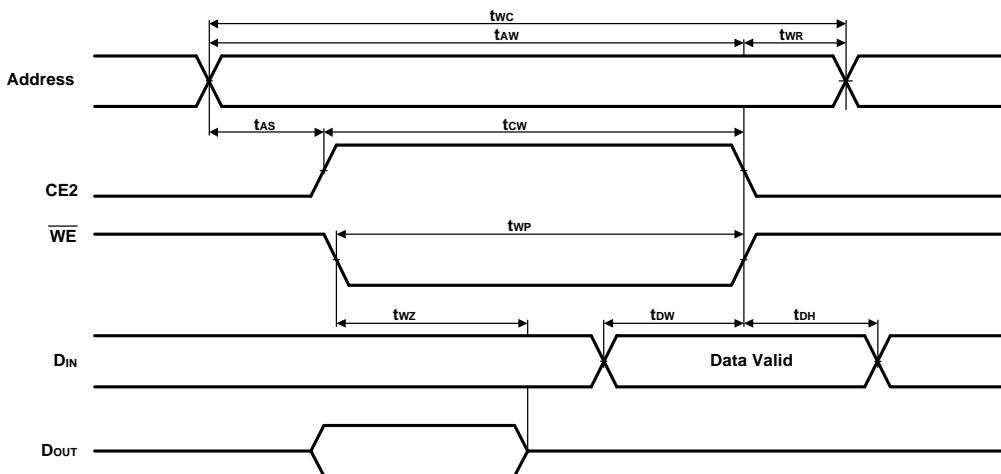 tWC
tAW tWR
Address
tAS tCW
CE2
WE
tWP
tWZ tDW tDH
DIN Data Valid
DOUT